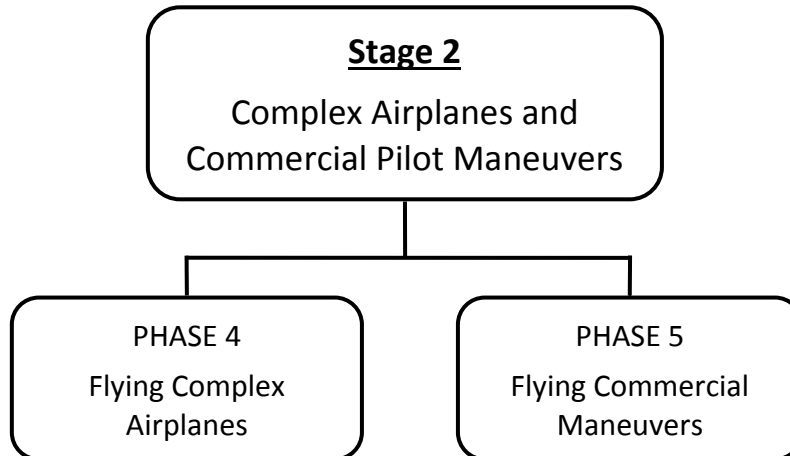 Stage 2
Complex Airplanes and
Commercial Pilot Maneuvers
PHASE 4
Flying Complex
Airplanes
PHASE 5
Flying Commercial
Maneuvers